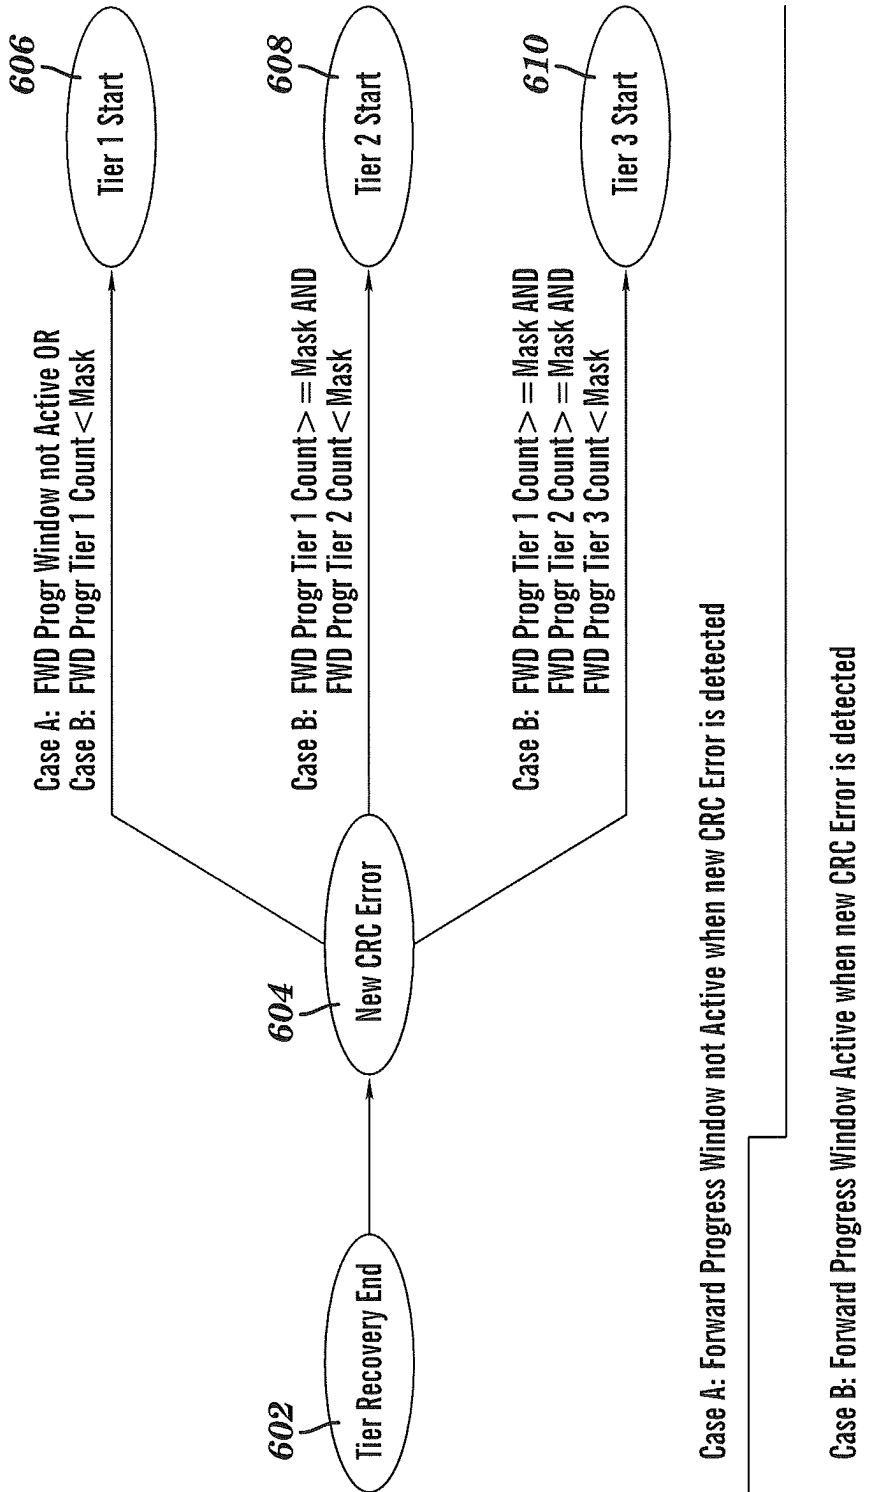 606
Tier 1 Start
Case A: FWD Progr Window not Active OR
Case B: FWD Progr Tier 1 Count<Mask
602
Tier Recovery End
604
New CRC Error
Case B: FWD Progr Tier 1 Count>=Mask AND
FWD Progr Tier 2 Count<Mask
608
Tier 2 Start
Case B: FWD Progr Tier 1 Count>=Mask AND
FWD Progr Tier 2 Count>=Mask AND
FWD Progr Tier 3 Count<Mask
610
Tier 3 Start
Case A: Forward Progress Window not Active when new CRC Error is detected
Case B: Forward Progress Window Active when new CRC Error is detected